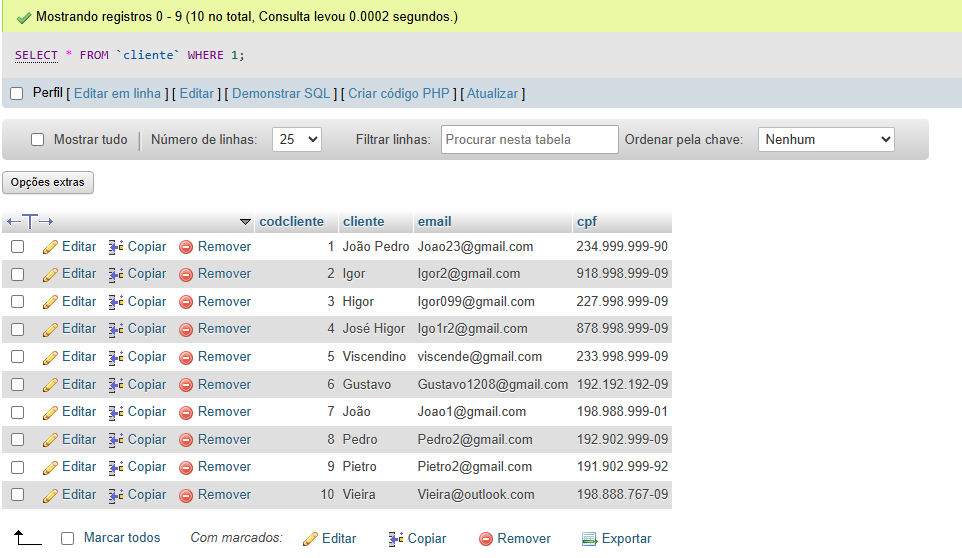 Mostrando registros 0 - 9 (10 no total, Consulta levou 0.0002 segundos.)
SELECT * FROM `cliente` WHERE 1;
Perfil [ Editar em linha ] [ Editar ] [ Demonstrar SQL ] [ Criar código PHP ] [ Atualizar ]
Mostrar tudo Número de linhas: 25 Filtrar linhas: Procurar nesta tabela Ordenar pela chave: Nenhum
Opções extras
codcliente cliente email cpf
Editar Copiar Remover 1 João Pedro Joao23@gmail.com 234.999.999-90
Editar Copiar Remover 2 Igor Igor2@gmail.com 918.998.999-09
Editar Copiar Remover 3 Higor Igor099@gmail.com 227.998.999-09
Editar Copiar Remover 4 José Higor Igo1r2@gmail.com 878.998.999-09
Editar Copiar Remover 5 Viscendino viscende@gmail.com 233.998.999-09
Editar Copiar Remover 6 Gustavo Gustavo1208@gmail.com 192.192.192-09
Editar Copiar Remover 7 João Joao1@gmail.com 198.988.999-01
Editar Copiar Remover 8 Pedro Pedro2@gmail.com 192.902.999-09
Editar Copiar Remover 9 Pietro Pietro2@gmail.com 191.902.999-92
Editar Copiar Remover 10 Vieira Vieira@outlook.com 198.888.767-09
Marcar todos Com marcados: Editar Copiar Remover Exportar